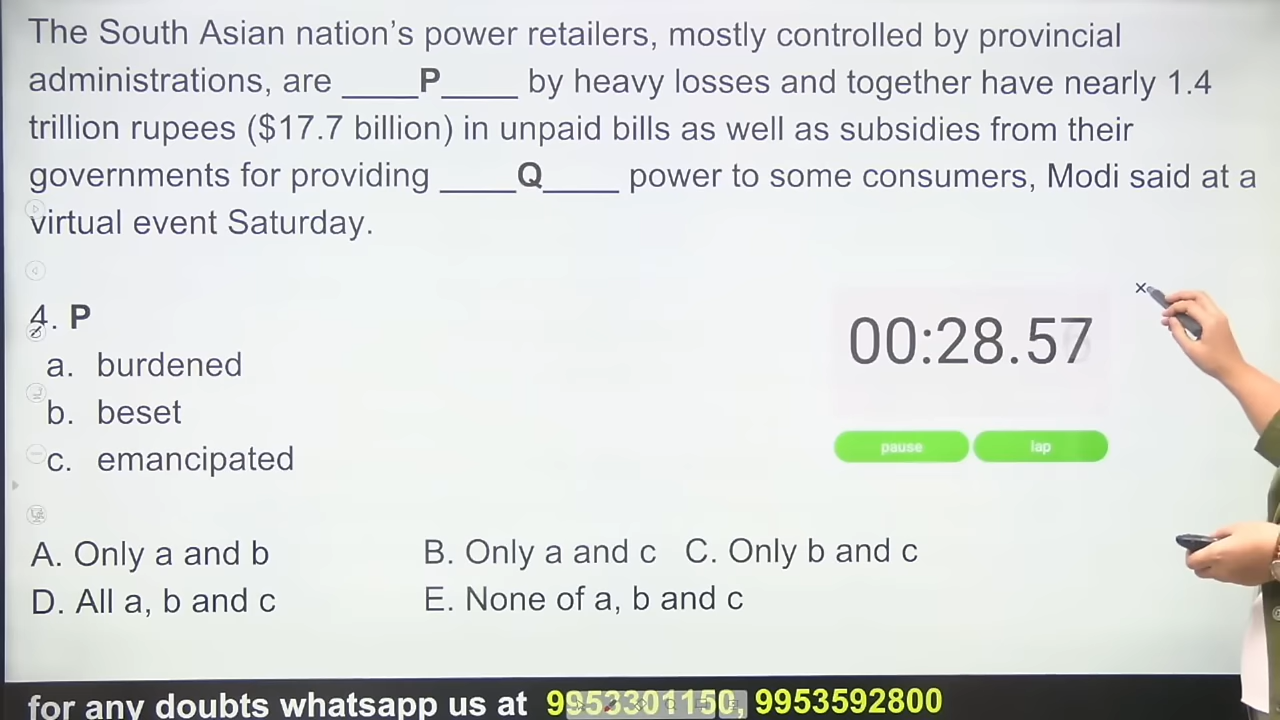 The South Asian nation’s power retailers, mostly controlled by provincial
administrations, are ____P____ by heavy losses and together have nearly 1.4
trillion rupees ($17.7 billion) in unpaid bills as well as subsidies from their
governments for providing ____Q____ power to some consumers, Modi said at a
virtual event Saturday.
4. P
a. burdened
b. beset
c. emancipated
00:28.57
pause lap
A. Only a and b B. Only a and c C. Only b and c
D. All a, b and c E. None of a, b and c
for any doubts whatsapp us at 9953301150, 9953592800